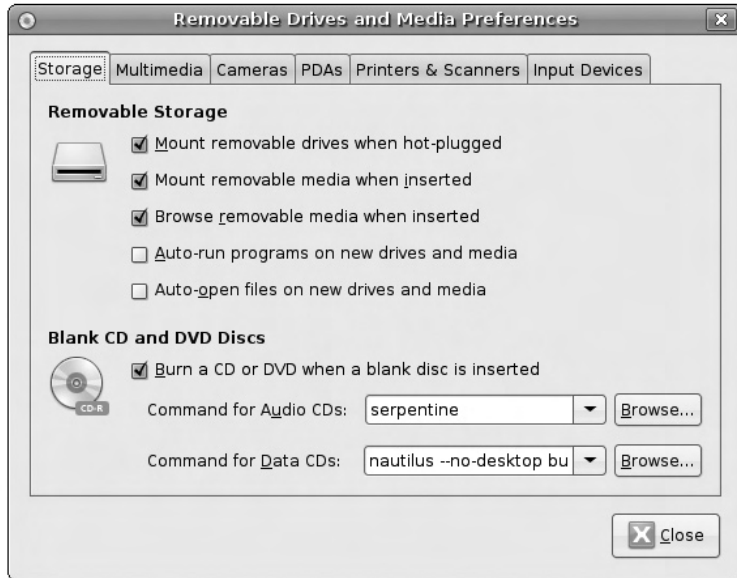 Removable Drives and Media Preferences
Storage Multimedia Cameras PDAs Printers & Scanners Input Devices
Removable Storage
Mount removable drives when hot-plugged
Mount removable media when inserted
Browse removable media when inserted
Auto-run programs on new drives and media
Auto-open files on new drives and media
Blank CD and DVD Discs
Burn a CD or DVD when a blank disc is inserted
CD-R
Command for Audio CDs: serpentine Browse...
Command for Data CDs: nautilus --no-desktop bu Browse...
Close